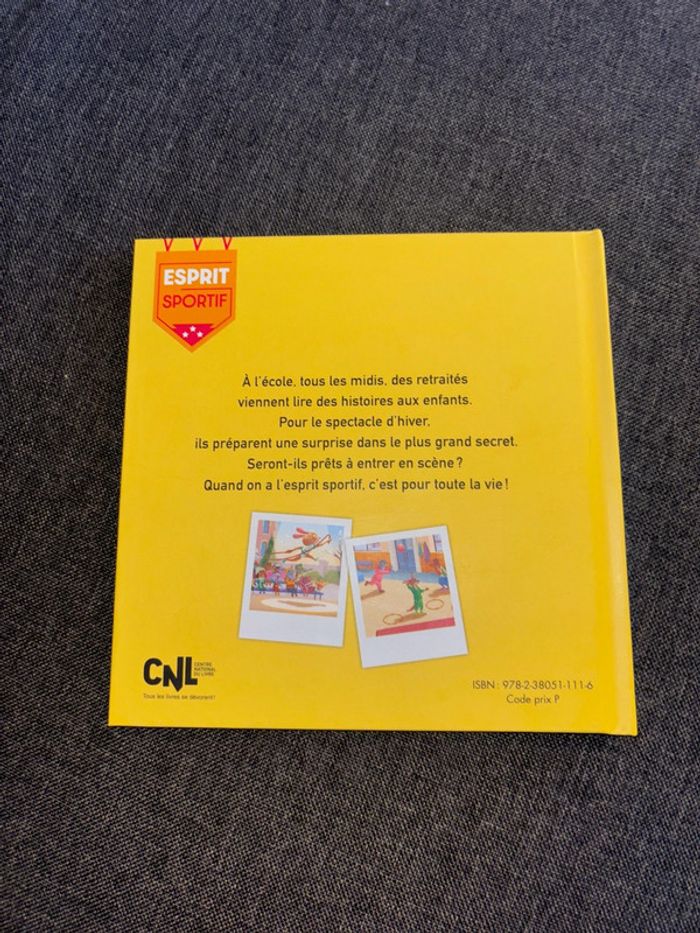 ESPRIT
SPORTIF
À l'école, tous les midis, des retraités
viennent lire des histoires aux enfants.
Pour le spectacle d'hiver,
ils préparent une surprise dans le plus grand secret.
Seront-ils prêts à entrer en scène ?
Quand on a l'esprit sportif, c'est pour toute la vie !
CNL
CENTRE
NATIONAL
DU LIVRE
Tous les livres se dévorent !
ISBN : 978-2-38051-111-6
Code prix P